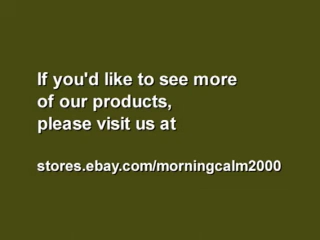 If you'd like to see more
of our products,
please visit us at
stores.ebay.com/morningcalm2000